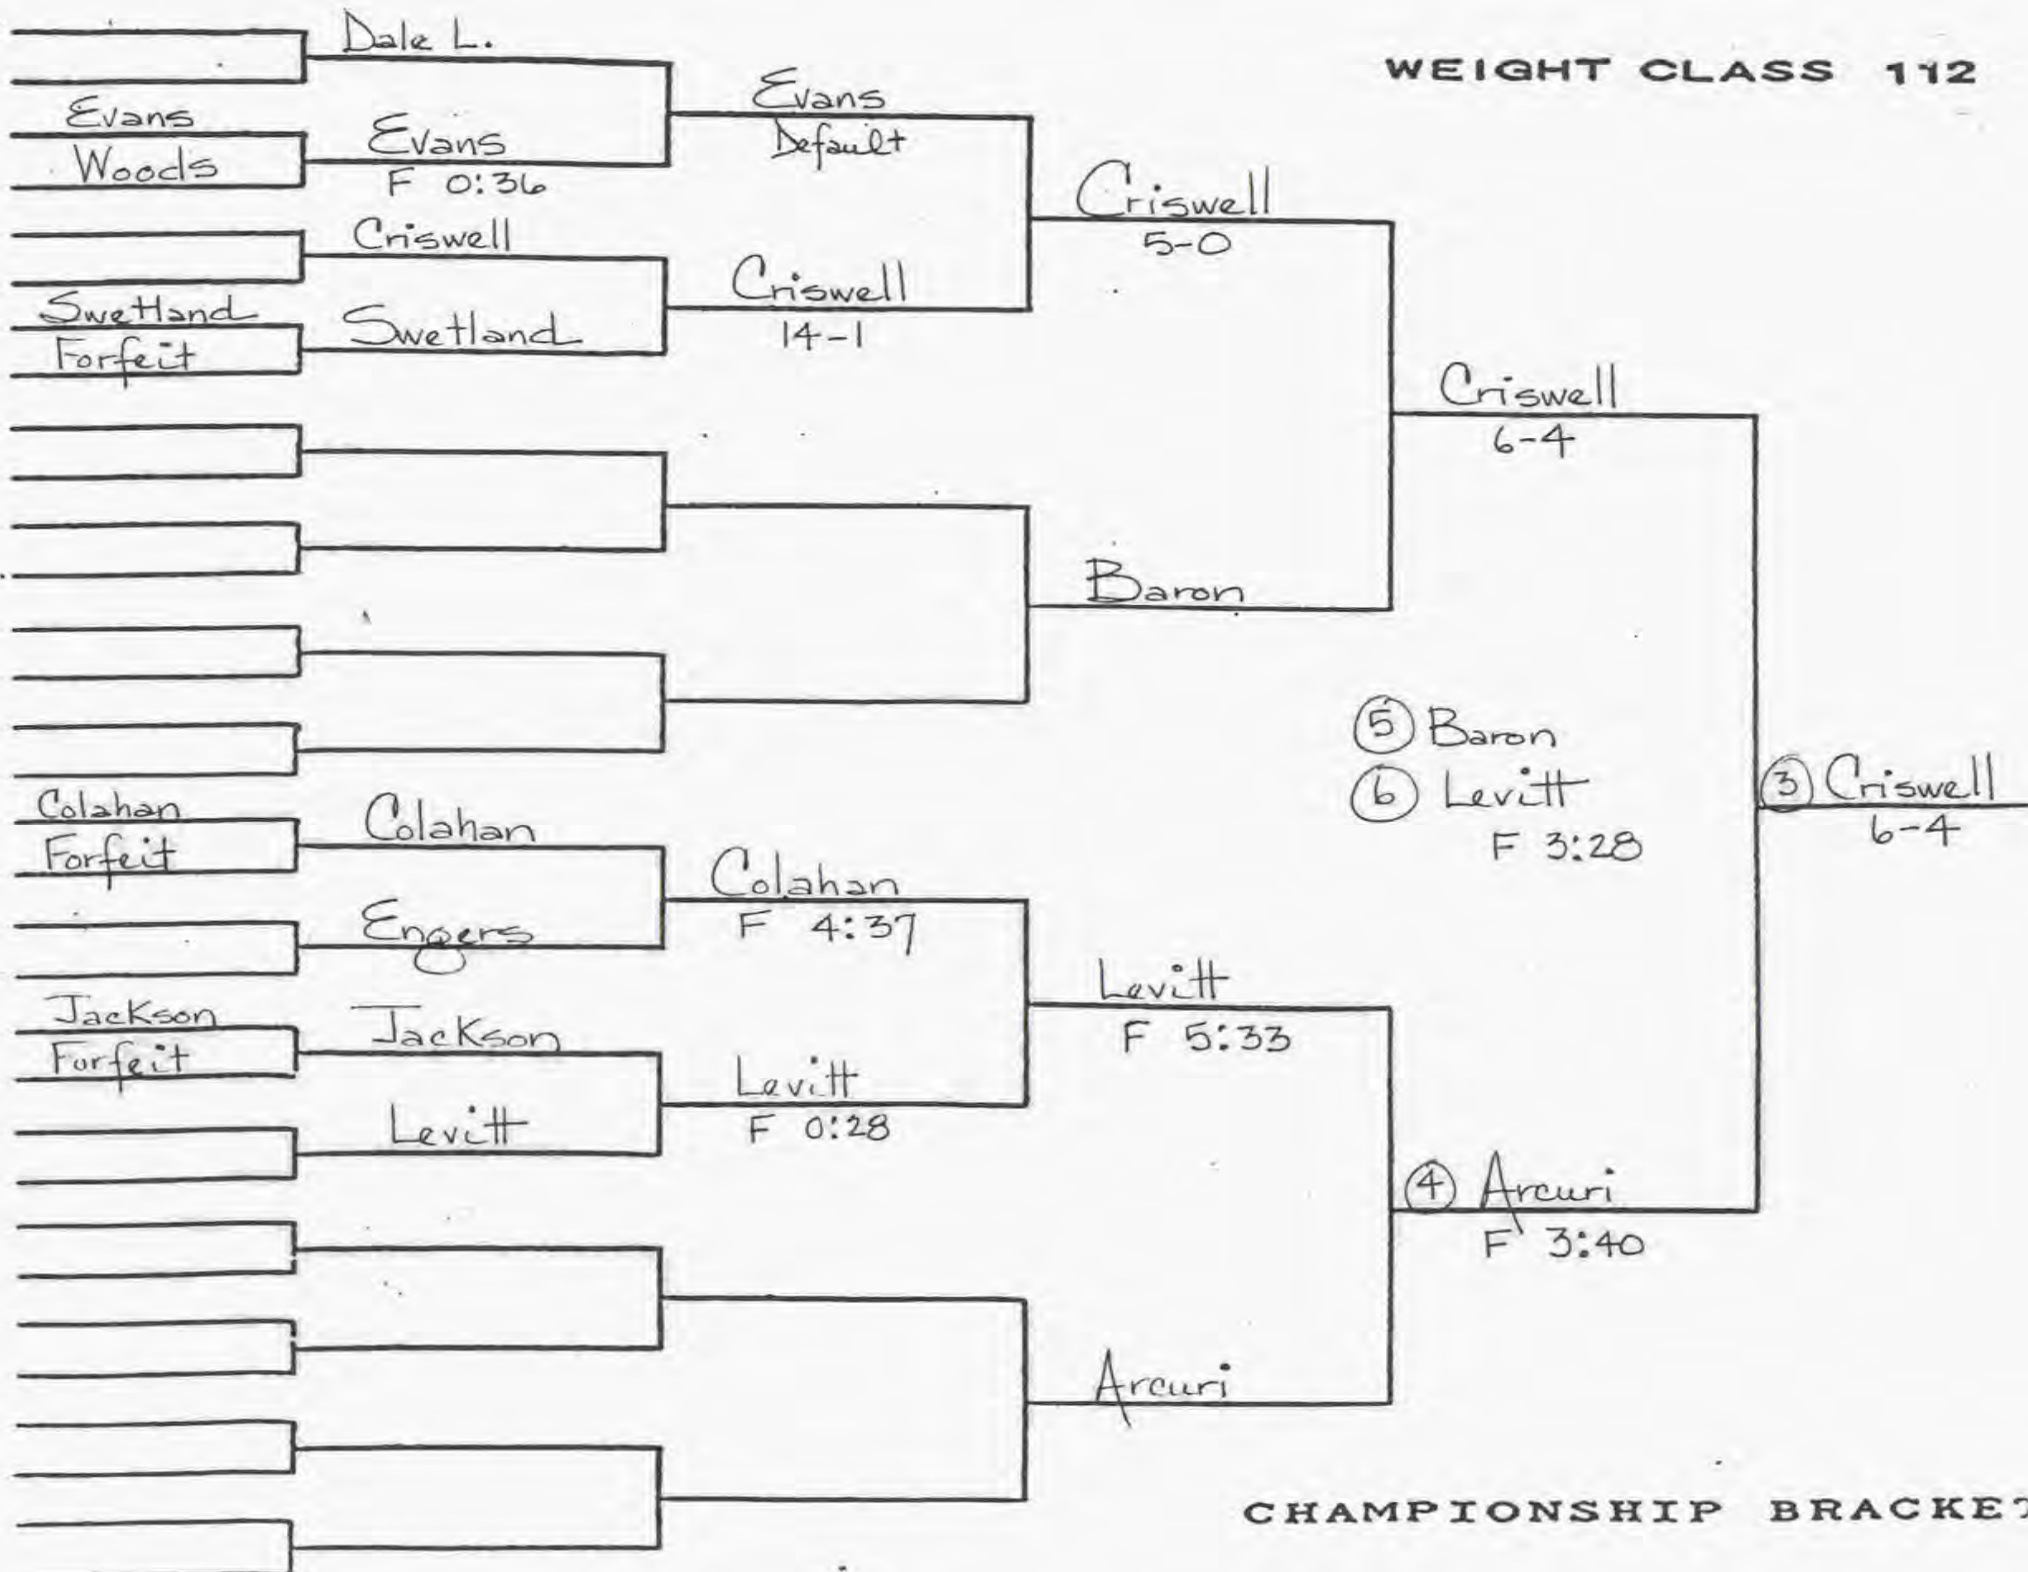 WEIGHT CLASS 112
Dale L.
Evans
Woods
Evans
F 0:36
Evans
Default
Criswell
Swetland
Forfeit
Swetland
Criswell
14-1
Criswell
5-0
Baron
Criswell
6-4
Colahan
Forfeit
Colahan
Engers
Colahan
F 4:37
Jackson
Forfeit
Jackson
Levitt
Levitt
F 0:28
Levitt
F 5:33
Arcuri
4 Arcuri
F 3:40
5 Baron
6 Levitt
F 3:28
3 Criswell
6-4
CHAMPIONSHIP BRACKET